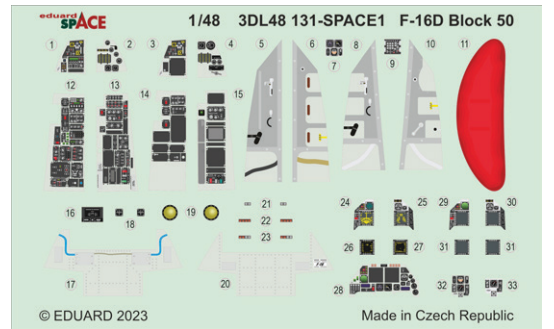 eduard
SPACE
1/48 3DL48 131-SPACE1 F-16D Block 50
1 2 3 4 5 6 7 8 9 10 11
12 13 14 15
16 18 19 21 22 23 24 25 29 30
26 27 31 31
17 20 28 32 33
© EDUARD 2023 Made in Czech Republic